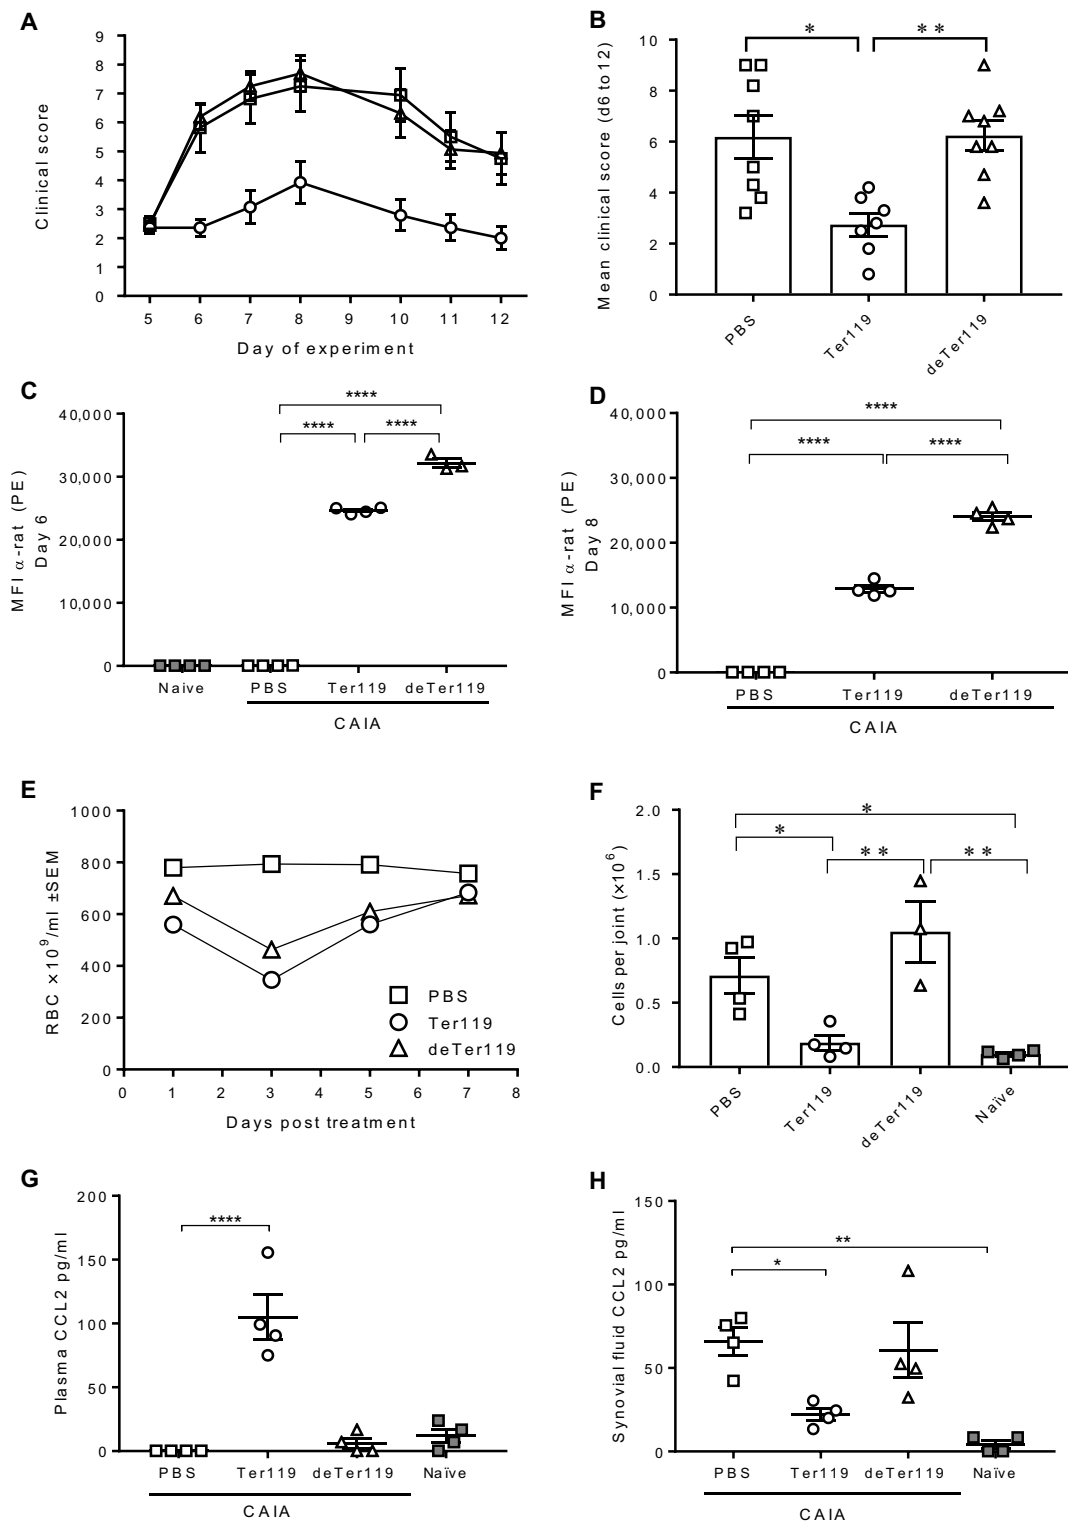 A
9
8
7
6
5
4
3
2
1
0
Clinical score
5 6 7 8 9 10 11 12
Day of experiment
B
* **
10
8
6
4
2
0
Mean clinical score (d6 to 12)
PBS Ter119 deTer119
C
****
**** ****
40,000
30,000
20,000
10,000
0
MFI α-rat (PE)
Day 6
Naive PBS Ter119 deTer119
CAIA
D
****
**** ****
40,000
30,000
20,000
10,000
0
MFI α-rat (PE)
Day 8
PBS Ter119 deTer119
CAIA
E
1000
800
600
400
200
0
RBC ×10⁹/ml ±SEM
PBS
Ter119
deTer119
0 1 2 3 4 5 6 7 8
Days post treatment
F
*
*
** **
2.0
1.5
1.0
0.5
0.0
Cells per joint (×10⁶)
PBS Ter119 deTer119 Naïve
G
****
200
150
100
50
0
Plasma CCL2 pg/ml
PBS Ter119 deTer119 Naïve
CAIA
H
**
*
150
100
50
0
Synovial fluid CCL2 pg/ml
PBS Ter119 deTer119 Naïve
CAIA